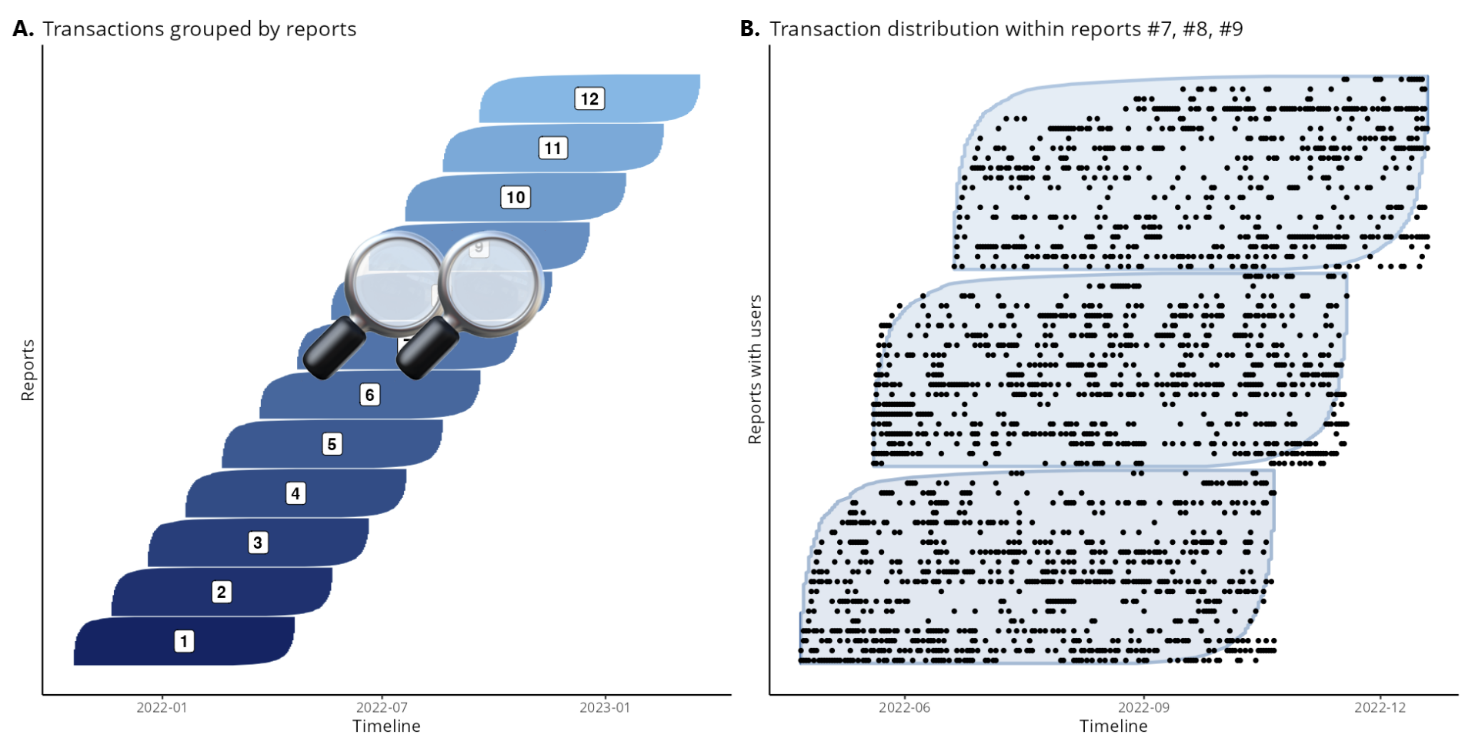 A. Transactions grouped by reports
12
11
10
9
6
5
4
3
2
1
Reports
2022-01
2022-07
2023-01
Timeline
B. Transaction distribution within reports #7, #8, #9
Reports with users
2022-06
2022-09
2022-12
Timeline